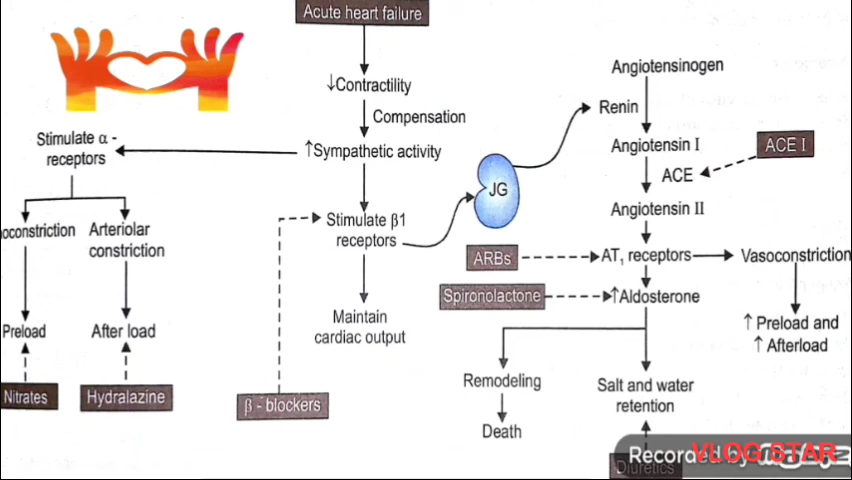 Acute heart failure
↓Contractility
Compensation
↑Sympathetic activity
Stimulate α -
receptors
Arteriolar
constriction
Preload
After load
Nitrates
Hydralazine
Stimulate β1
receptors
Maintain
cardiac output
β - blockers
JG
Angiotensinogen
Renin
Angiotensin I
ACE I
ACE
Angiotensin II
ARBs
AT₁ receptors
Vasoconstriction
Spironolactone
↑Aldosterone
↑ Preload and
↑ Afterload
Remodeling
Death
Salt and water
retention
Diuretics
Recorded by
VLOG STAR